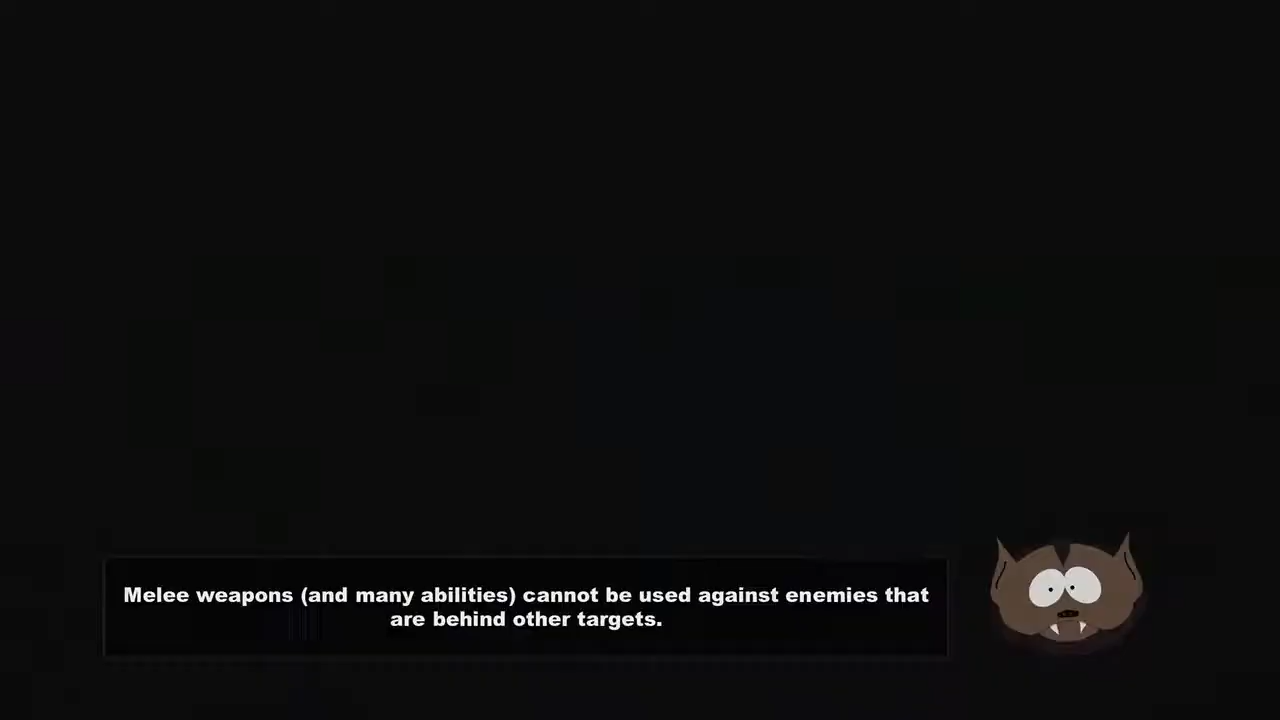 Melee weapons (and many abilities) cannot be used against enemies that
are behind other targets.